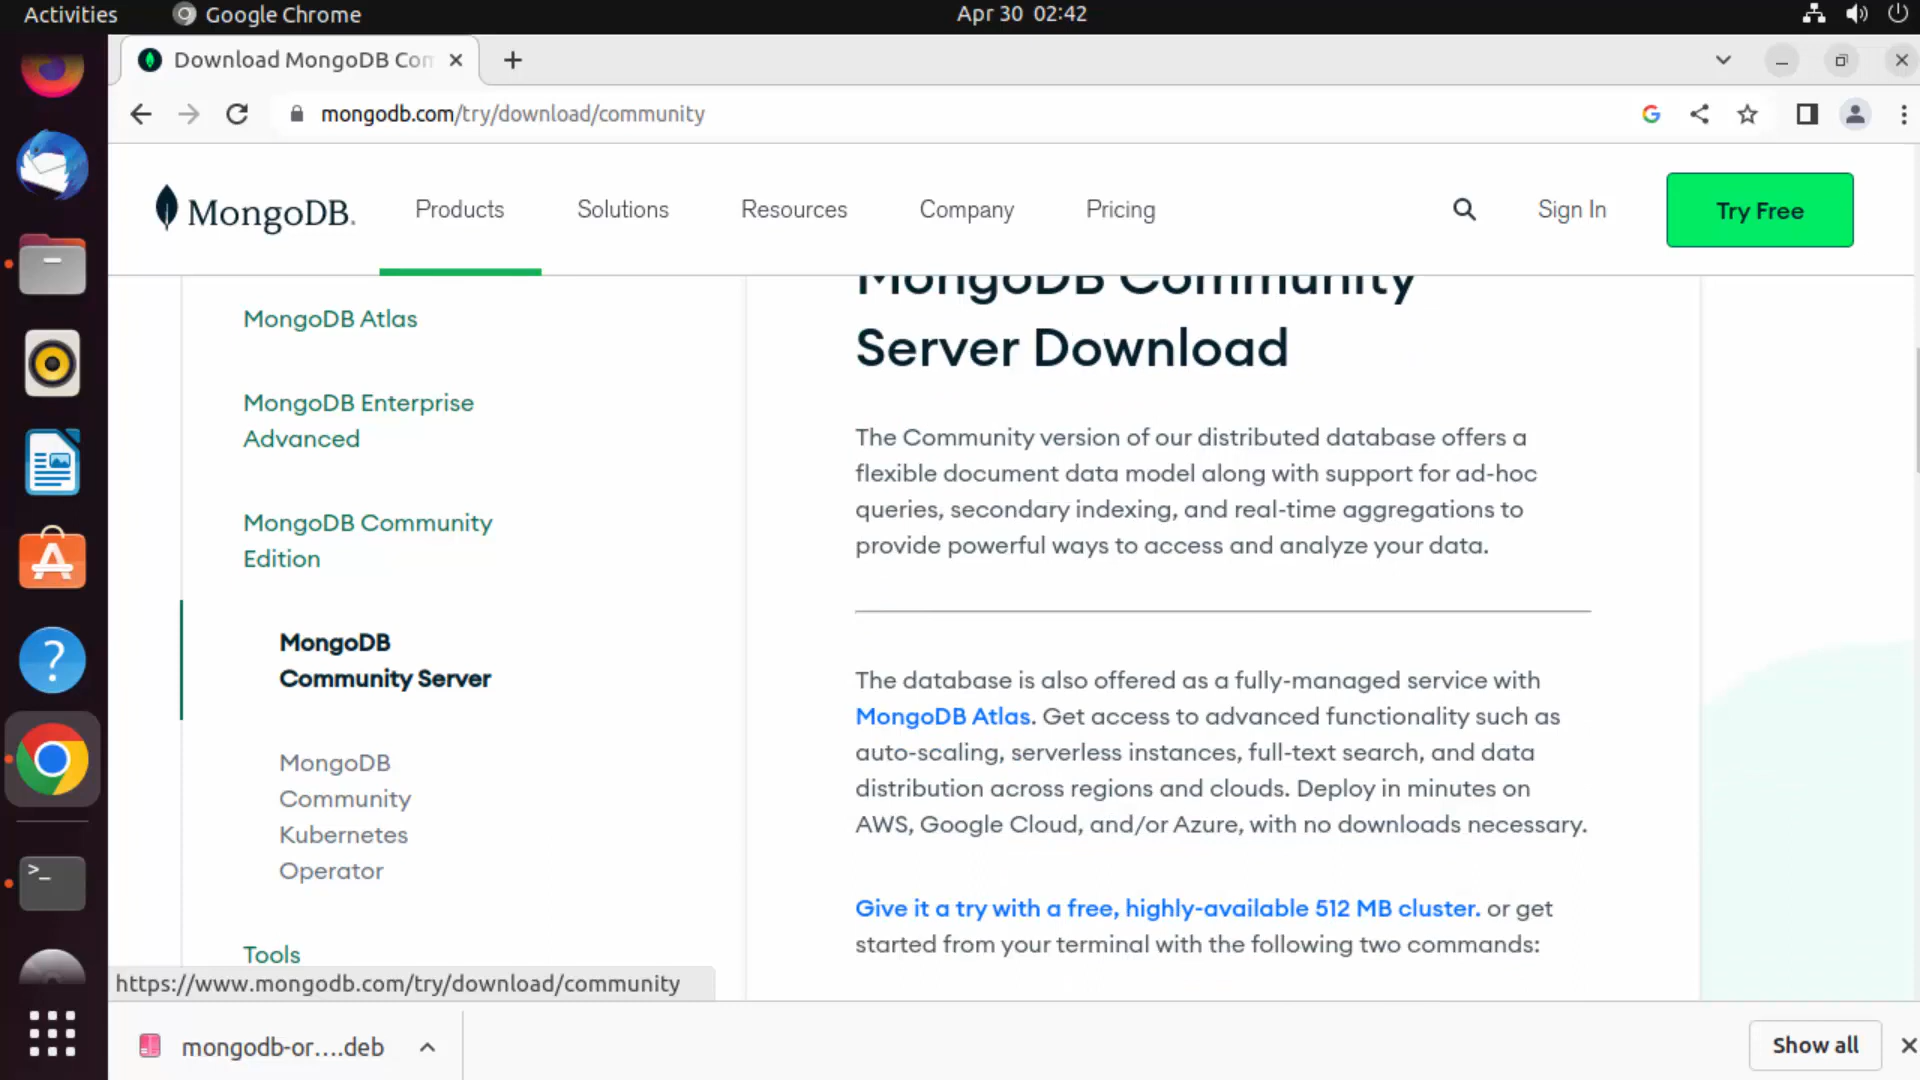 Activities
Google Chrome
Apr 30 02:42
Download MongoDB Com
mongodb.com/try/download/community
MongoDB.
Products
Solutions
Resources
Company
Pricing
Sign In
Try Free
MongoDB Atlas
MongoDB Enterprise
Advanced
MongoDB Community
Edition
MongoDB
Community Server
MongoDB
Community
Kubernetes
Operator
Tools
MongoDB Community
Server Download
The Community version of our distributed database offers a
flexible document data model along with support for ad-hoc
queries, secondary indexing, and real-time aggregations to
provide powerful ways to access and analyze your data.
The database is also offered as a fully-managed service with
MongoDB Atlas. Get access to advanced functionality such as
auto-scaling, serverless instances, full-text search, and data
distribution across regions and clouds. Deploy in minutes on
AWS, Google Cloud, and/or Azure, with no downloads necessary.
Give it a try with a free, highly-available 512 MB cluster. or get
started from your terminal with the following two commands:
https://www.mongodb.com/try/download/community
mongodb-or....deb
Show all